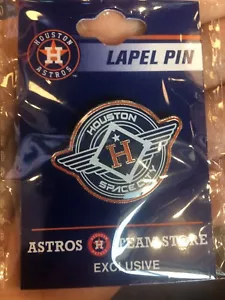 HOUSTON
ASTROS
H
LAPEL PIN
HOUSTON
H
SPACE CITY
ASTROS H TEAM STORE
EXCLUSIVE